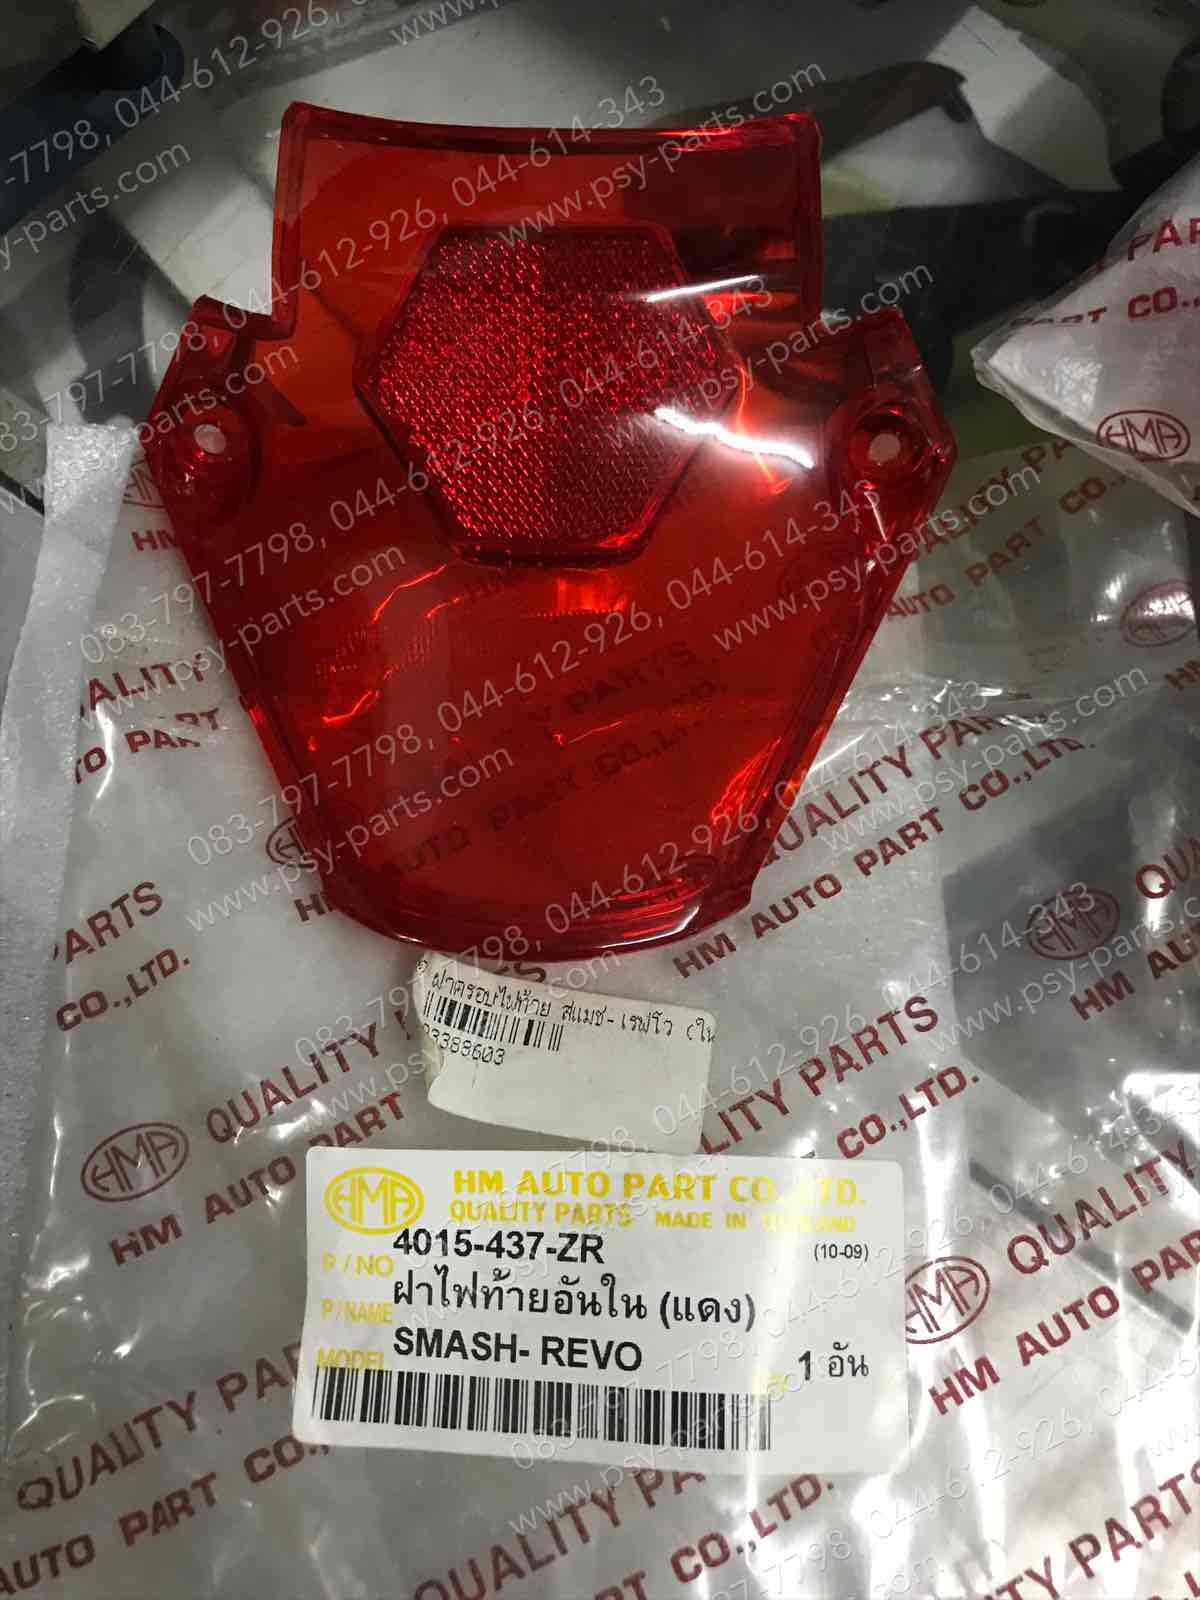 083-797-7798, 044-612-926, 044-614-343
www.psy-parts.com
HMA
QUALITY PARTS
HM AUTO PART CO.,LTD.
ฝาครอบไฟท้าย สแมช-เรฟโว (ใน
HMA
HM AUTO PART CO.,LTD.
QUALITY PARTS MADE IN THAILAND
P/NO 4015-437-ZR (10-09)
P/NAME ฝาไฟท้ายอันใน (แดง)
MODEL SMASH- REVO 1 อัน